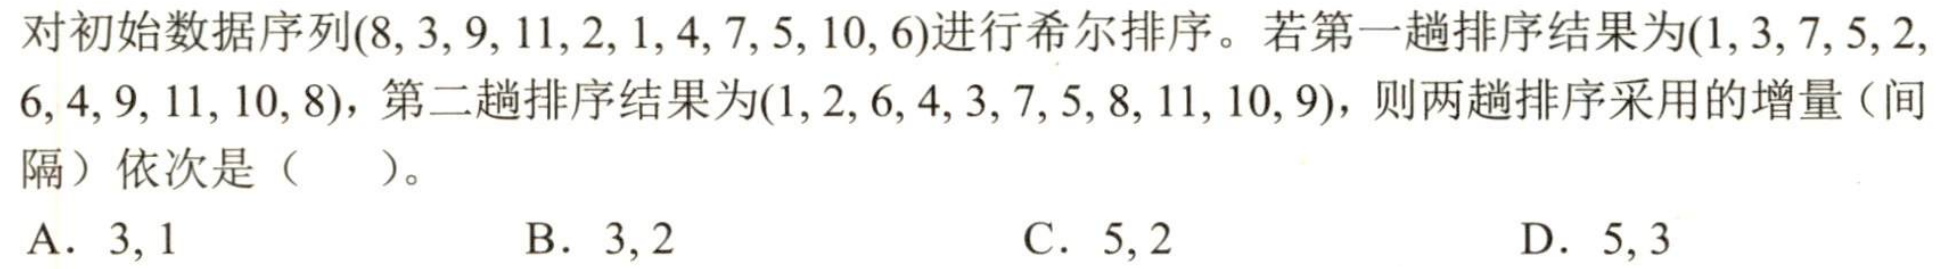 对初始数据序列(8, 3, 9, 11, 2, 1, 4, 7, 5, 10, 6)进行希尔排序。若第一趟排序结果为(1, 3, 7, 5, 2,
6, 4, 9, 11, 10, 8)，第二趟排序结果为(1, 2, 6, 4, 3, 7, 5, 8, 11, 10, 9)，则两趟排序采用的增量（间
隔）依次是（　　）。
A．3, 1　　B．3, 2　　C．5, 2　　D．5, 3